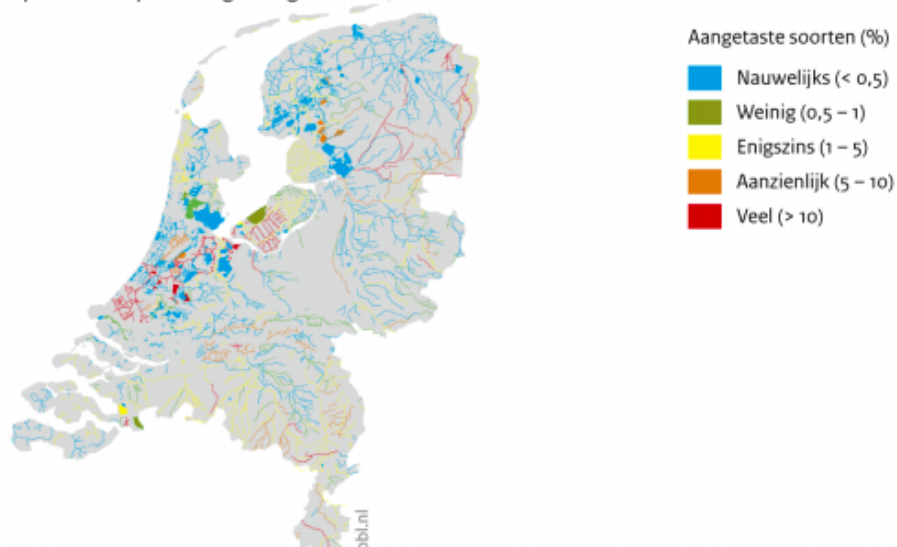 Aangetaste soorten (%)
Nauwelijks (< 0,5)
Weinig (0,5 – 1)
Enigszins (1 – 5)
Aanzienlijk (5 – 10)
Veel (> 10)
pbl.nl